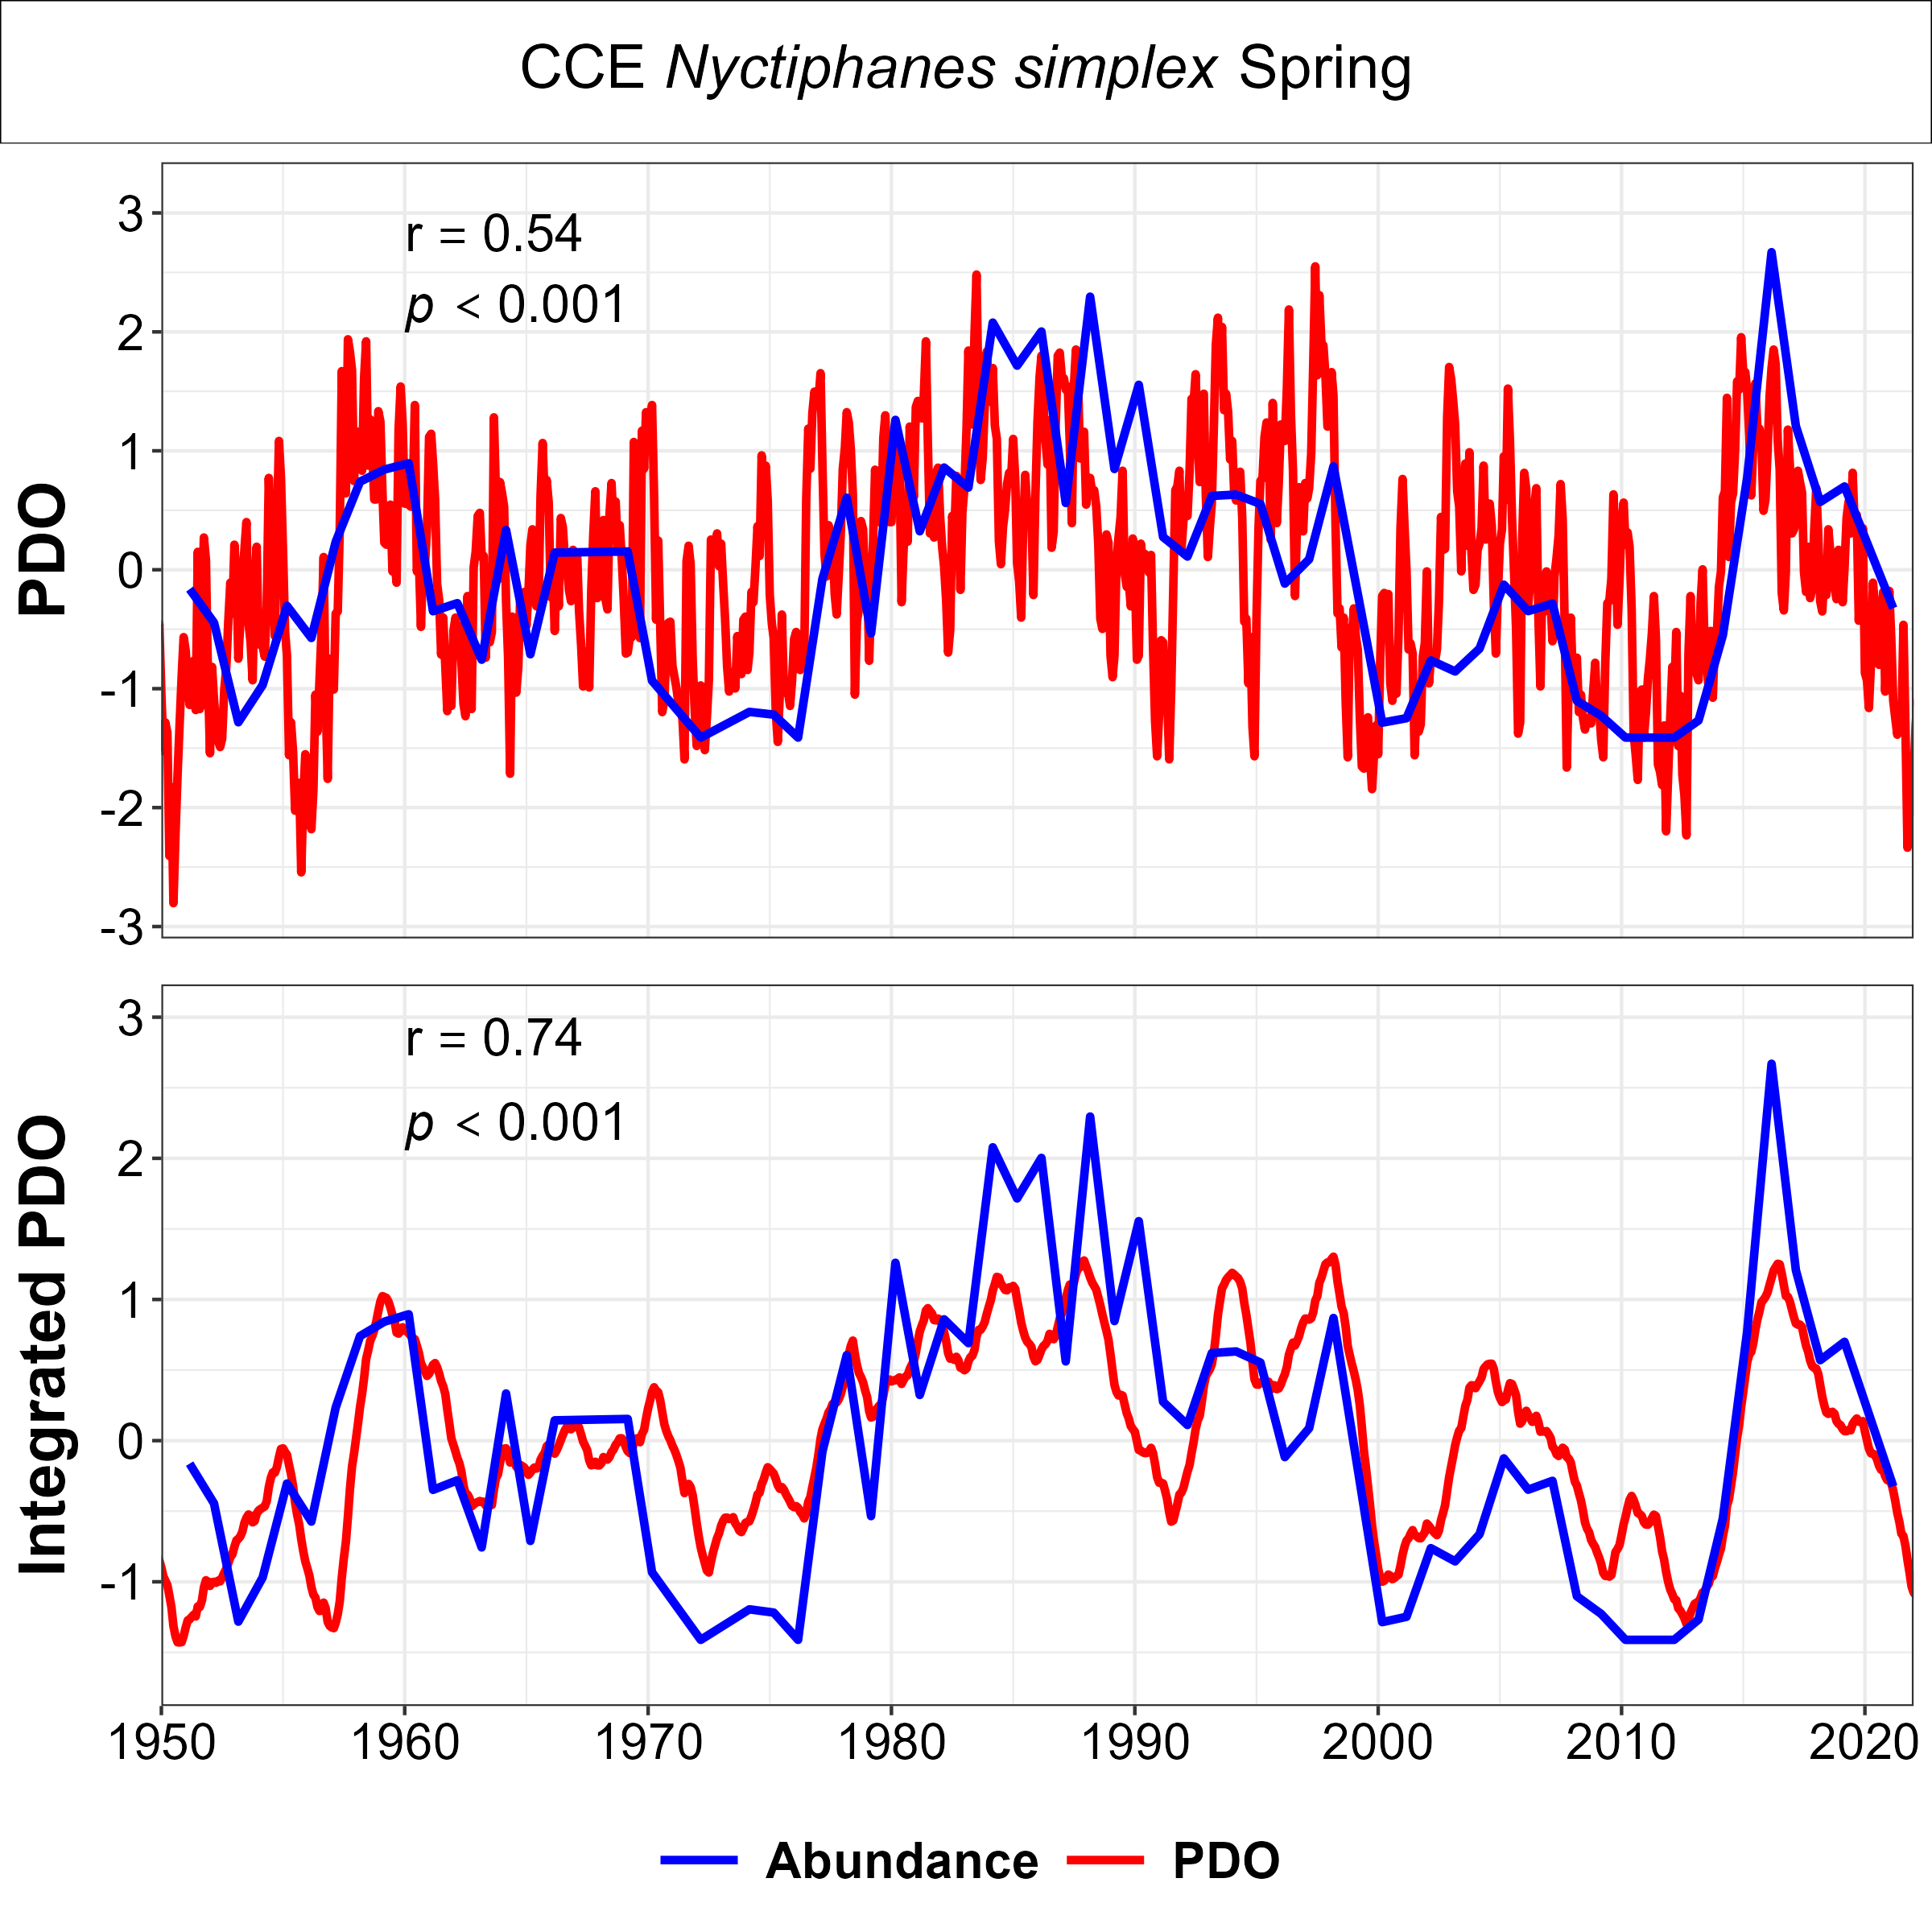 CCE Nyctiphanes simplex Spring
PDO
3
2
1
0
-1
-2
-3
r = 0.54
p < 0.001
Integrated PDO
3
2
1
0
-1
r = 0.74
p < 0.001
1950 1960 1970 1980 1990 2000 2010 2020
Abundance PDO